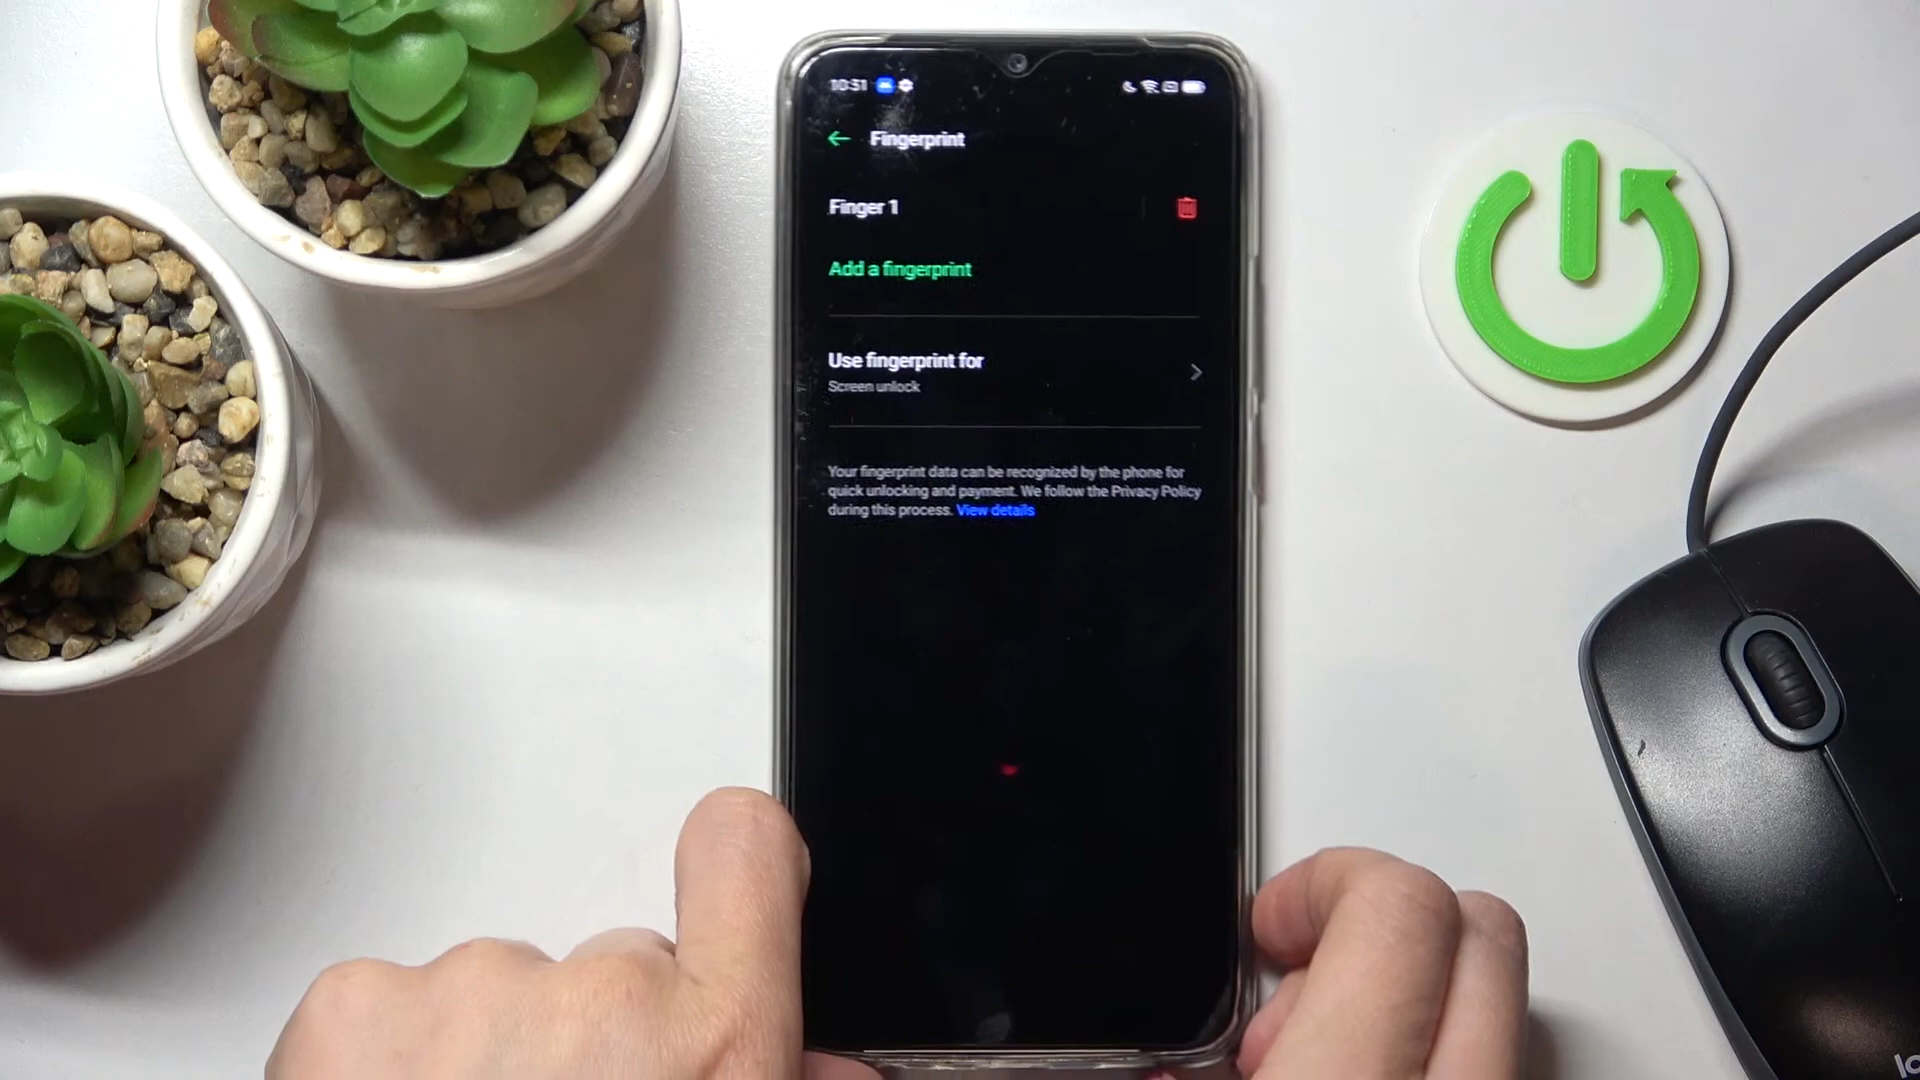 10:51
Fingerprint
Finger 1
Add a fingerprint
Use fingerprint for
Screen unlock
Your fingerprint data can be recognized by the phone for
quick unlocking and payment. We follow the Privacy Policy
during this process. View details